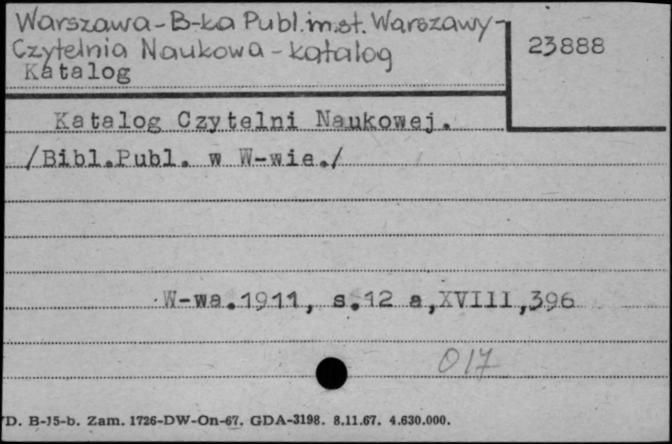 Warszawa-B-ka Publ.m.st. Warszawy-
Czytelnia Naukowa-katalog
23888
Katalog
Katalog Czytelni Naukowej.
/Bibl.Publ. w W-wie./
W-wa.1911, s.12 a,XVIII,396
017
D. B-15-b. Zam. 1726-DW-On-67. GDA-3198. 8.11.67. 4.630.000.